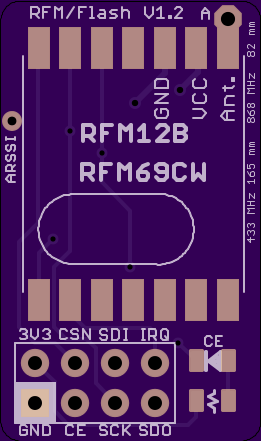 RFM/Flash V1.2 A
GND
VCC
Ant.
868 MHz 82 mm
433 MHz 165 mm
ARSSI
RFM12B
RFM69CW
3V3 CSN SDI IRQ
CE
GND CE SCK SDO